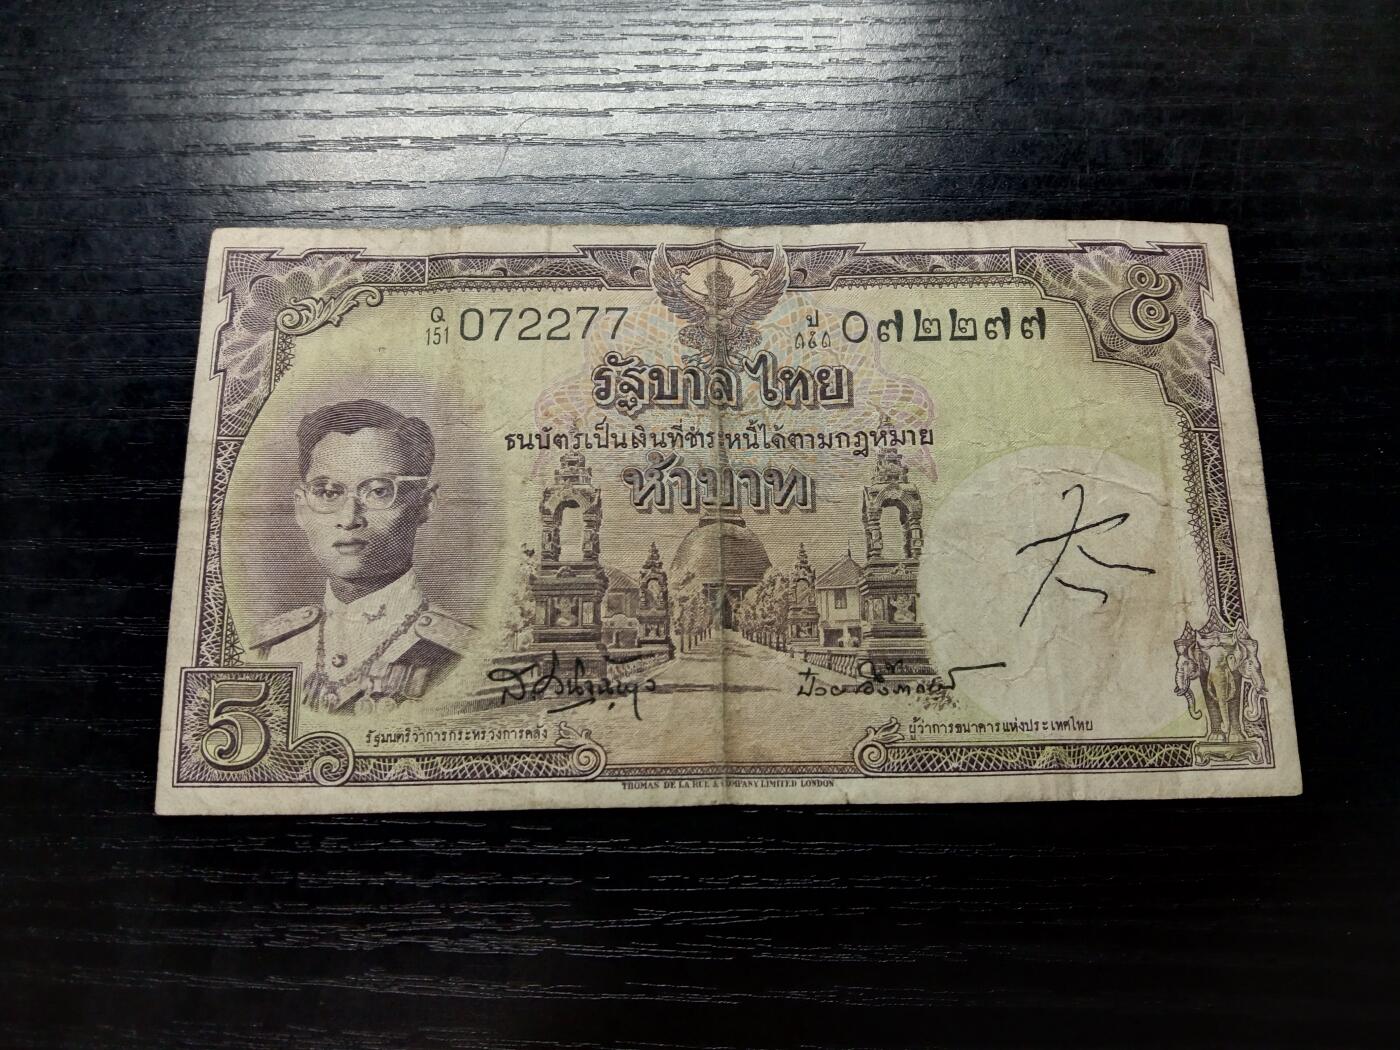 Q
151 072277
ป
๑๕๑ ๐๗๒๒๗๗
๕
รัฐบาลไทย
ธนบัตรเป็นเงินที่ชำระหนี้ได้ตามกฎหมาย
ห้าบาท
5
รัฐมนตรีว่าการกระทรวงการคลัง
ผู้ว่าการธนาคารแห่งประเทศไทย
THOMAS DE LA RUE & COMPANY LIMITED LONDON